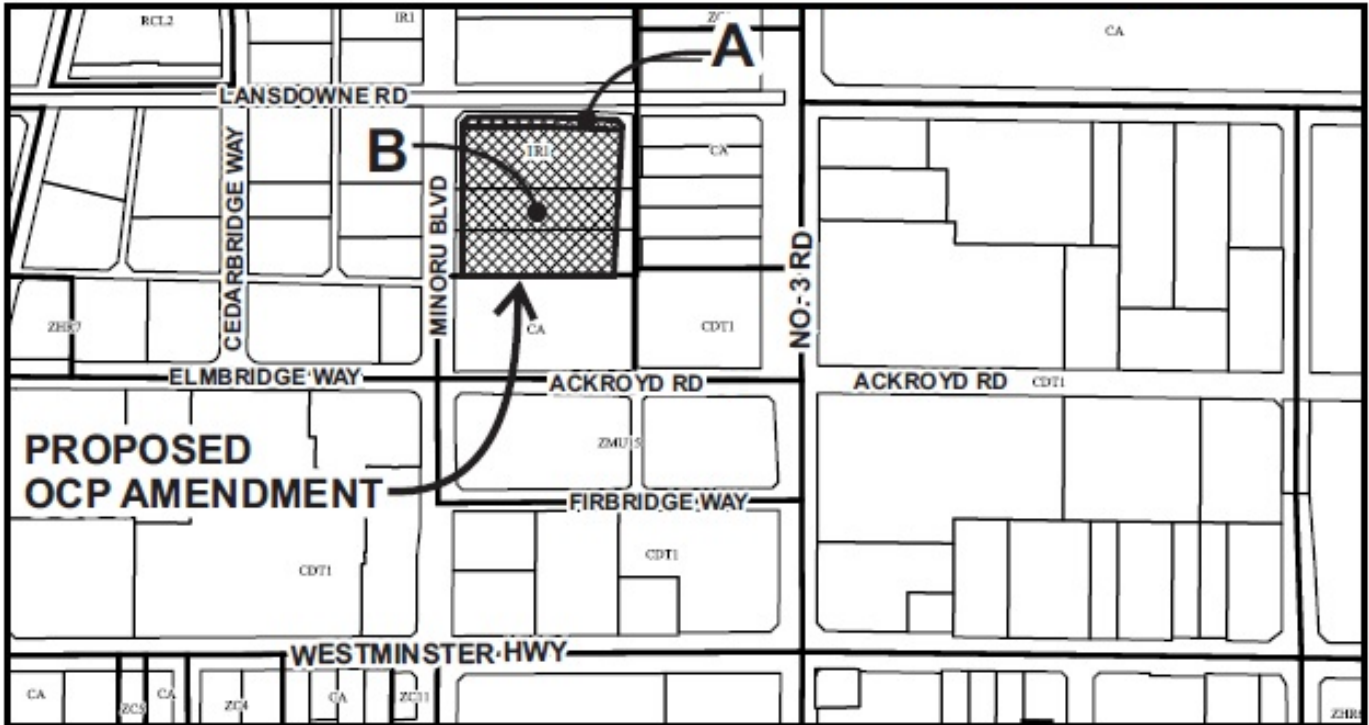 RCL2
IR1
CA
A
LANSDOWNE RD
B
IR1
CA
CEDARBRIDGE WAY
MINORU BLVD
NO. 3 RD
ZHR7
CA
CDT1
ELMBRIDGE WAY
ACKROYD RD
ACKROYD RD
CDT1
PROPOSED
OCP AMENDMENT
ZMU15
FIRBRIDGE WAY
CDT1
CDT1
WESTMINSTER HWY
CA
ZC5
CA
ZC4
CA
ZC11